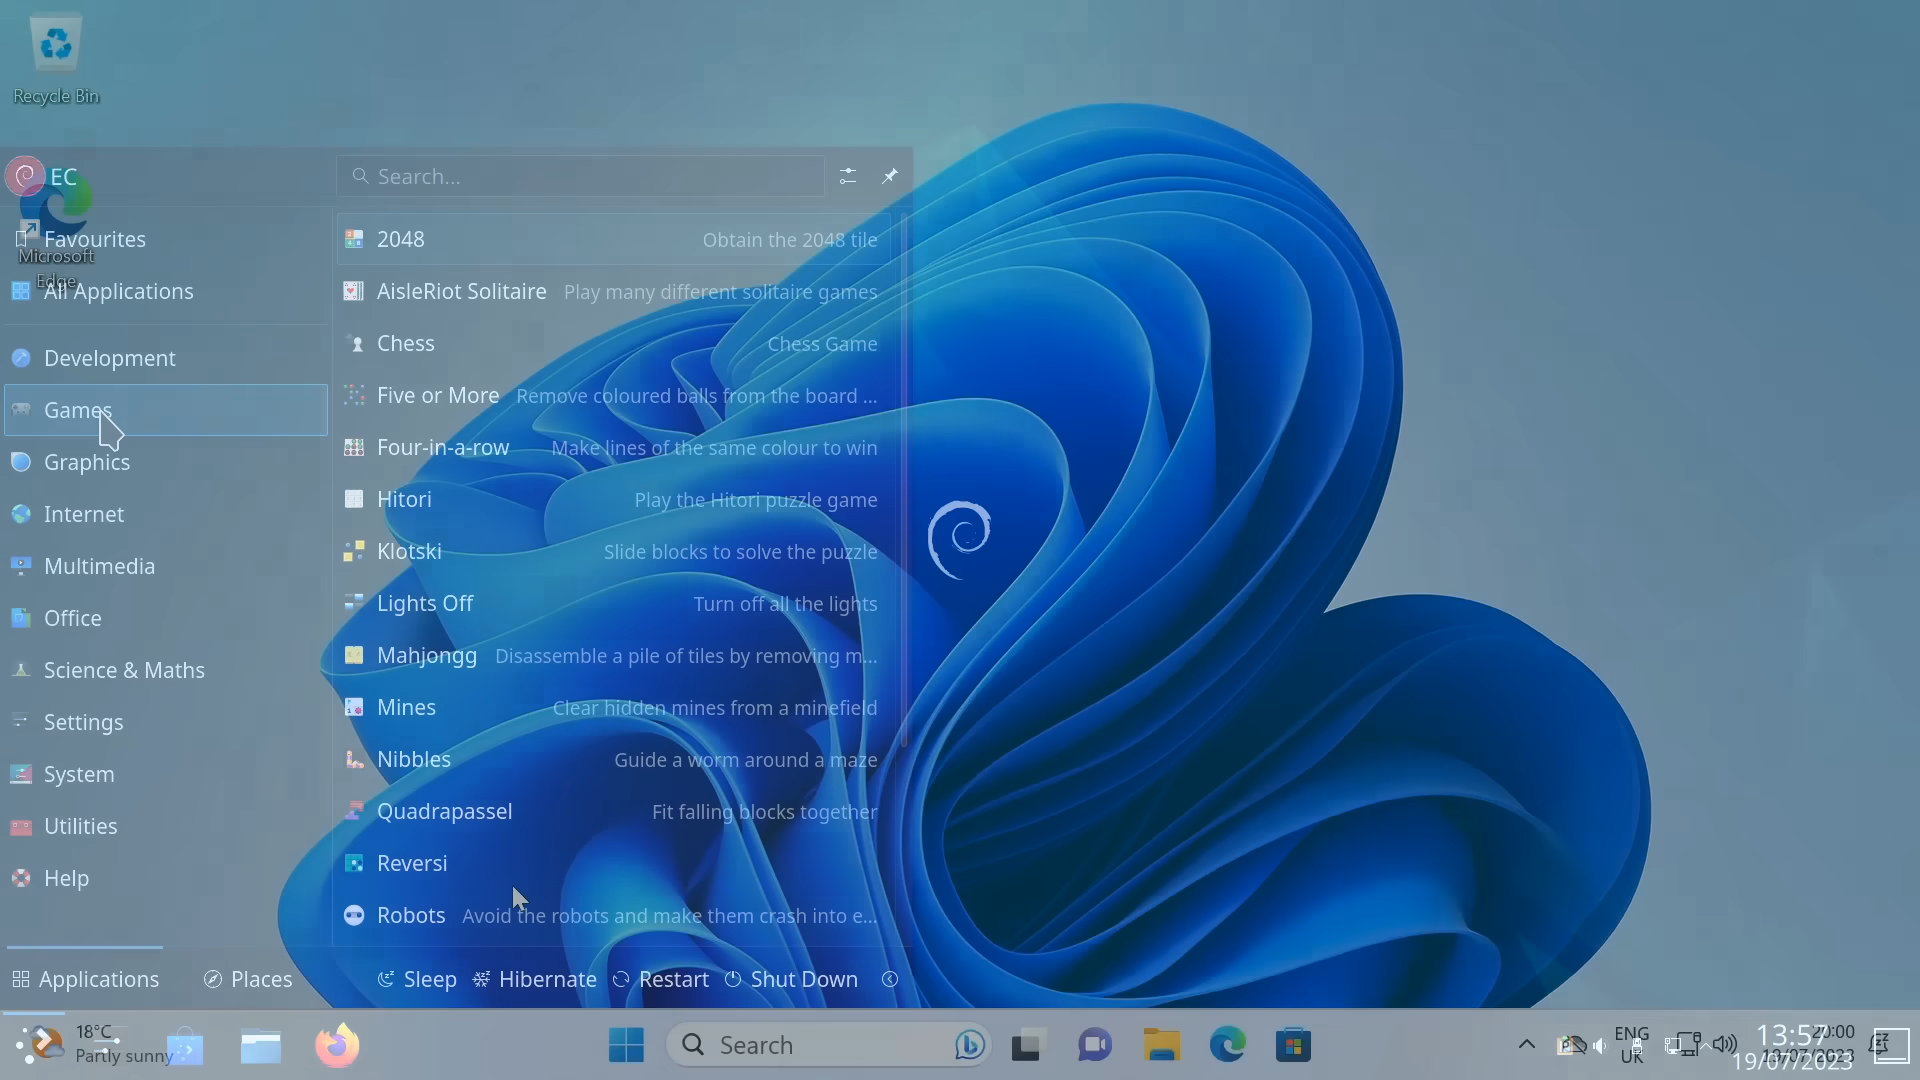 Recycle Bin
EC
Search...
Favourites
Microsoft
Edge
All Applications
Development
Games
Graphics
Internet
Multimedia
Office
Science & Maths
Settings
System
Utilities
Help
2048 Obtain the 2048 tile
AisleRiot Solitaire Play many different solitaire games
Chess Chess Game
Five or More Remove coloured balls from the board ...
Four-in-a-row Make lines of the same colour to win
Hitori Play the Hitori puzzle game
Klotski Slide blocks to solve the puzzle
Lights Off Turn off all the lights
Mahjongg Disassemble a pile of tiles by removing m...
Mines Clear hidden mines from a minefield
Nibbles Guide a worm around a maze
Quadrapassel Fit falling blocks together
Reversi
Robots Avoid the robots and make them crash into e...
Applications Places Sleep Hibernate Restart Shut Down
18°C
Partly sunny
Search
ENG
UK
13:57
19/07/2023